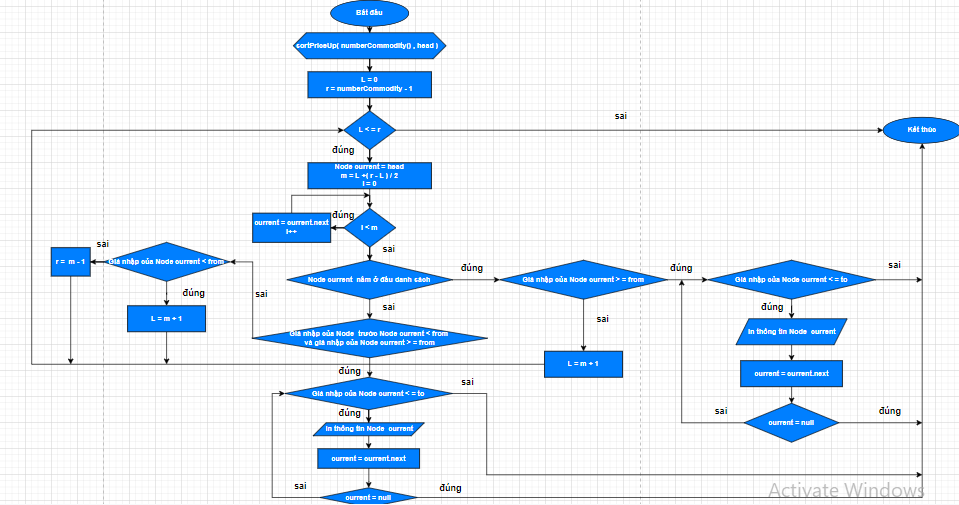 Bắt đầu
sortPriceUp( numberCommodity() , head )
L = 0
r = numberCommodity - 1
L < = r
sai
Kết thúc
đúng
Node current = head
m = L +( r - L ) / 2
I = 0
đúng
current = current.next
I++
I < m
sai
sai
r = m - 1
Giá nhập của Node current < from
đúng
L = m + 1
sai
Node current nằm ở đầu danh sách
đúng
Giá nhập của Node current > = from
đúng
Giá nhập của Node current < = to
sai
sai
đúng
sai
In thông tin Node current
Giá nhập của Node trước Node current < from
và giá nhập của Node current > = from
L = m + 1
current = current.next
đúng
Giá nhập của Node current < = to
sai
sai
current = null
đúng
đúng
In thông tin Node current
current = current.next
sai
current = null
đúng
Activate Windows